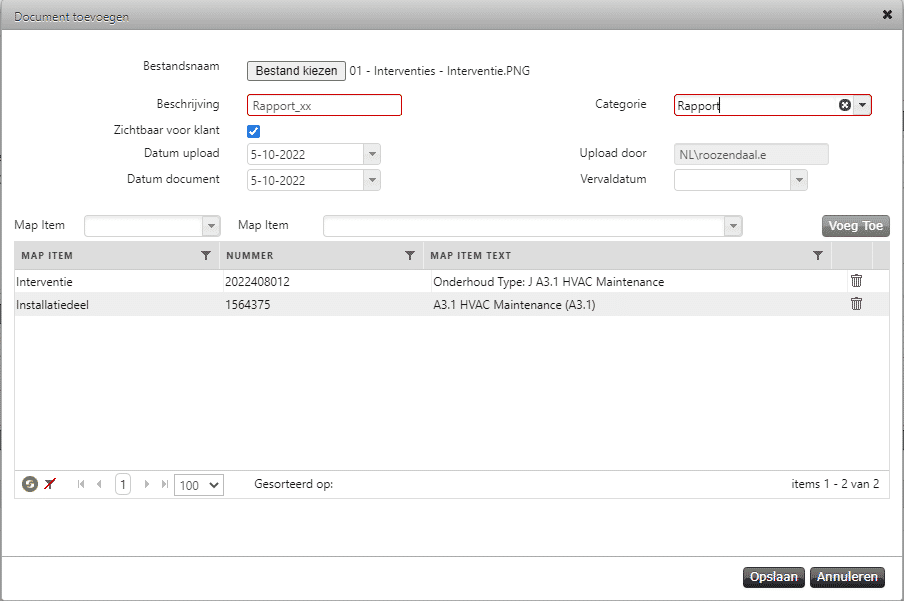 Document toevoegen
Bestandsnaam Bestand kiezen 01 - Interventies - Interventie.PNG
Beschrijving Rapport_xx Categorie Rapport
Zichtbaar voor klant
Datum upload 5-10-2022 Upload door NL\roozendaal.e
Datum document 5-10-2022 Vervaldatum
Map Item Map Item Voeg Toe
MAP ITEM NUMMER MAP ITEM TEXT
Interventie 2022408012 Onderhoud Type: J A3.1 HVAC Maintenance
Installatiedeel 1564375 A3.1 HVAC Maintenance (A3.1)
1 100 Gesorteerd op: items 1 - 2 van 2
Opslaan Annuleren